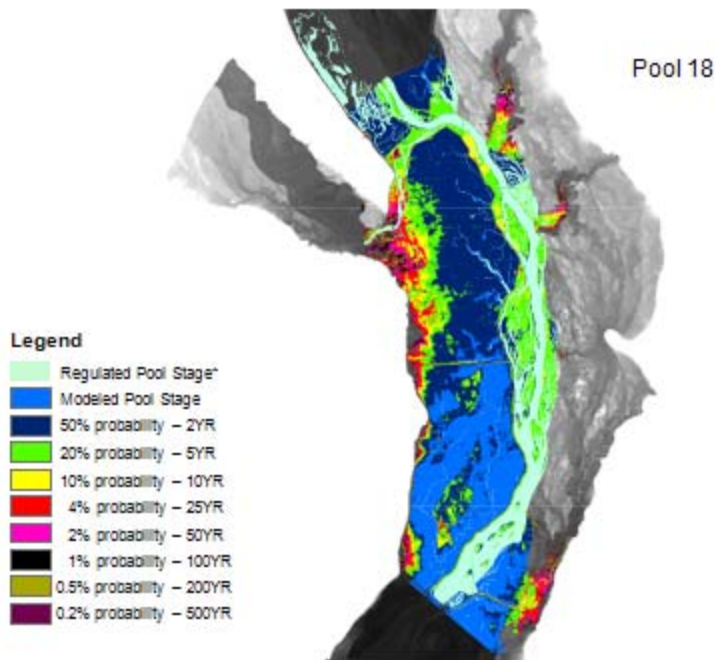 Pool 18
Legend
Regulated Pool Stage*
Modeled Pool Stage
50% probability – 2YR
20% probability – 5YR
10% probability – 10YR
4% probability – 25YR
2% probability – 50YR
1% probability – 100YR
0.5% probability – 200YR
0.2% probability – 500YR